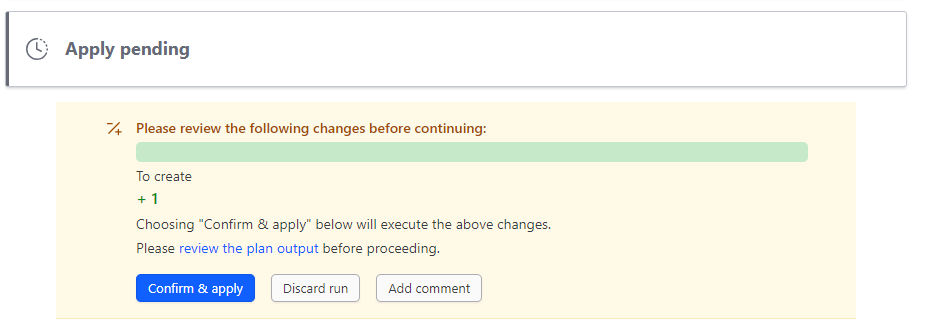 Apply pending
Please review the following changes before continuing:
To create
+ 1
Choosing "Confirm & apply" below will execute the above changes.
Please review the plan output before proceeding.
Confirm & apply
Discard run
Add comment